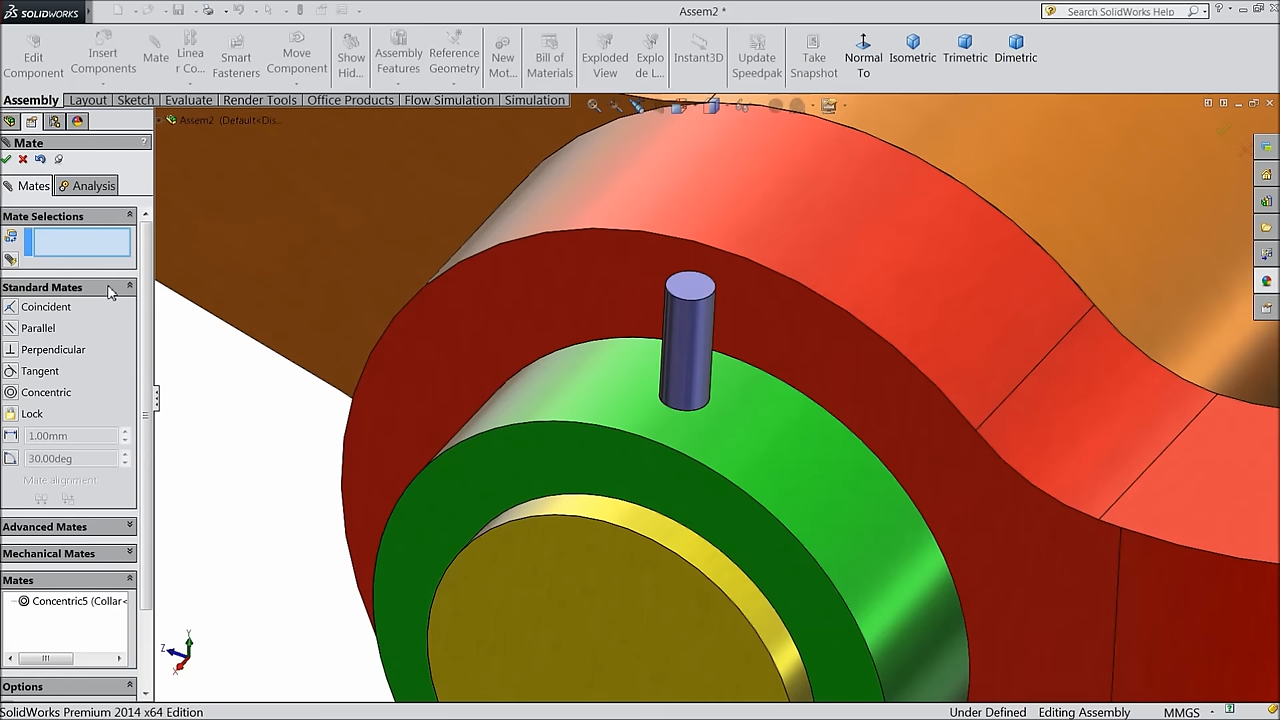 SOLIDWORKS
Assem2 *
Search SolidWorks Help
Edit Component
Insert Components
Mate
Linea r Co...
Smart Fasteners
Move Component
Show Hid...
Assembly Features
Reference Geometry
New Mot...
Bill of Materials
Exploded View
Explo de L...
Instant3D
Update Speedpak
Take Snapshot
Normal To
Isometric
Trimetric
Dimetric
Assembly Layout Sketch Evaluate Render Tools Office Products Flow Simulation Simulation
Assem2 (Default<Dis...
Mate
?
Mates Analysis
Mate Selections
Standard Mates
Coincident
Parallel
Perpendicular
Tangent
Concentric
Lock
1.00mm
30.00deg
Mate alignment
Advanced Mates
Mechanical Mates
Mates
Concentric5 (Collar<
Options
Y
Z
X
SolidWorks Premium 2014 x64 Edition
Under Defined Editing Assembly MMGS